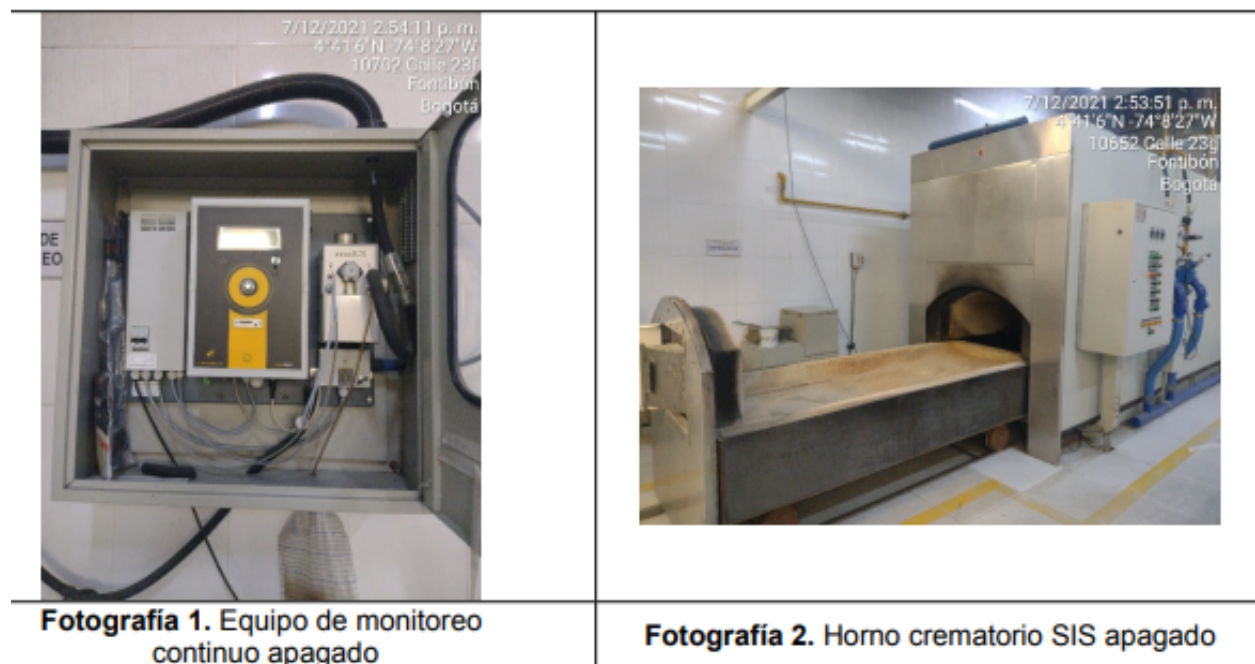 7/12/2021 2:54:11 p. m.
4°41'6"N -74°8'27"W
10702 Calle 23f
Fontibón
Bogotá
DE
EO
7/12/2021 2:53:51 p. m.
4°41'6"N -74°8'27"W
10652 Calle 23g
Fontibón
Bogotá
Fotografía 1. Equipo de monitoreo
continuo apagado
Fotografía 2. Horno crematorio SIS apagado